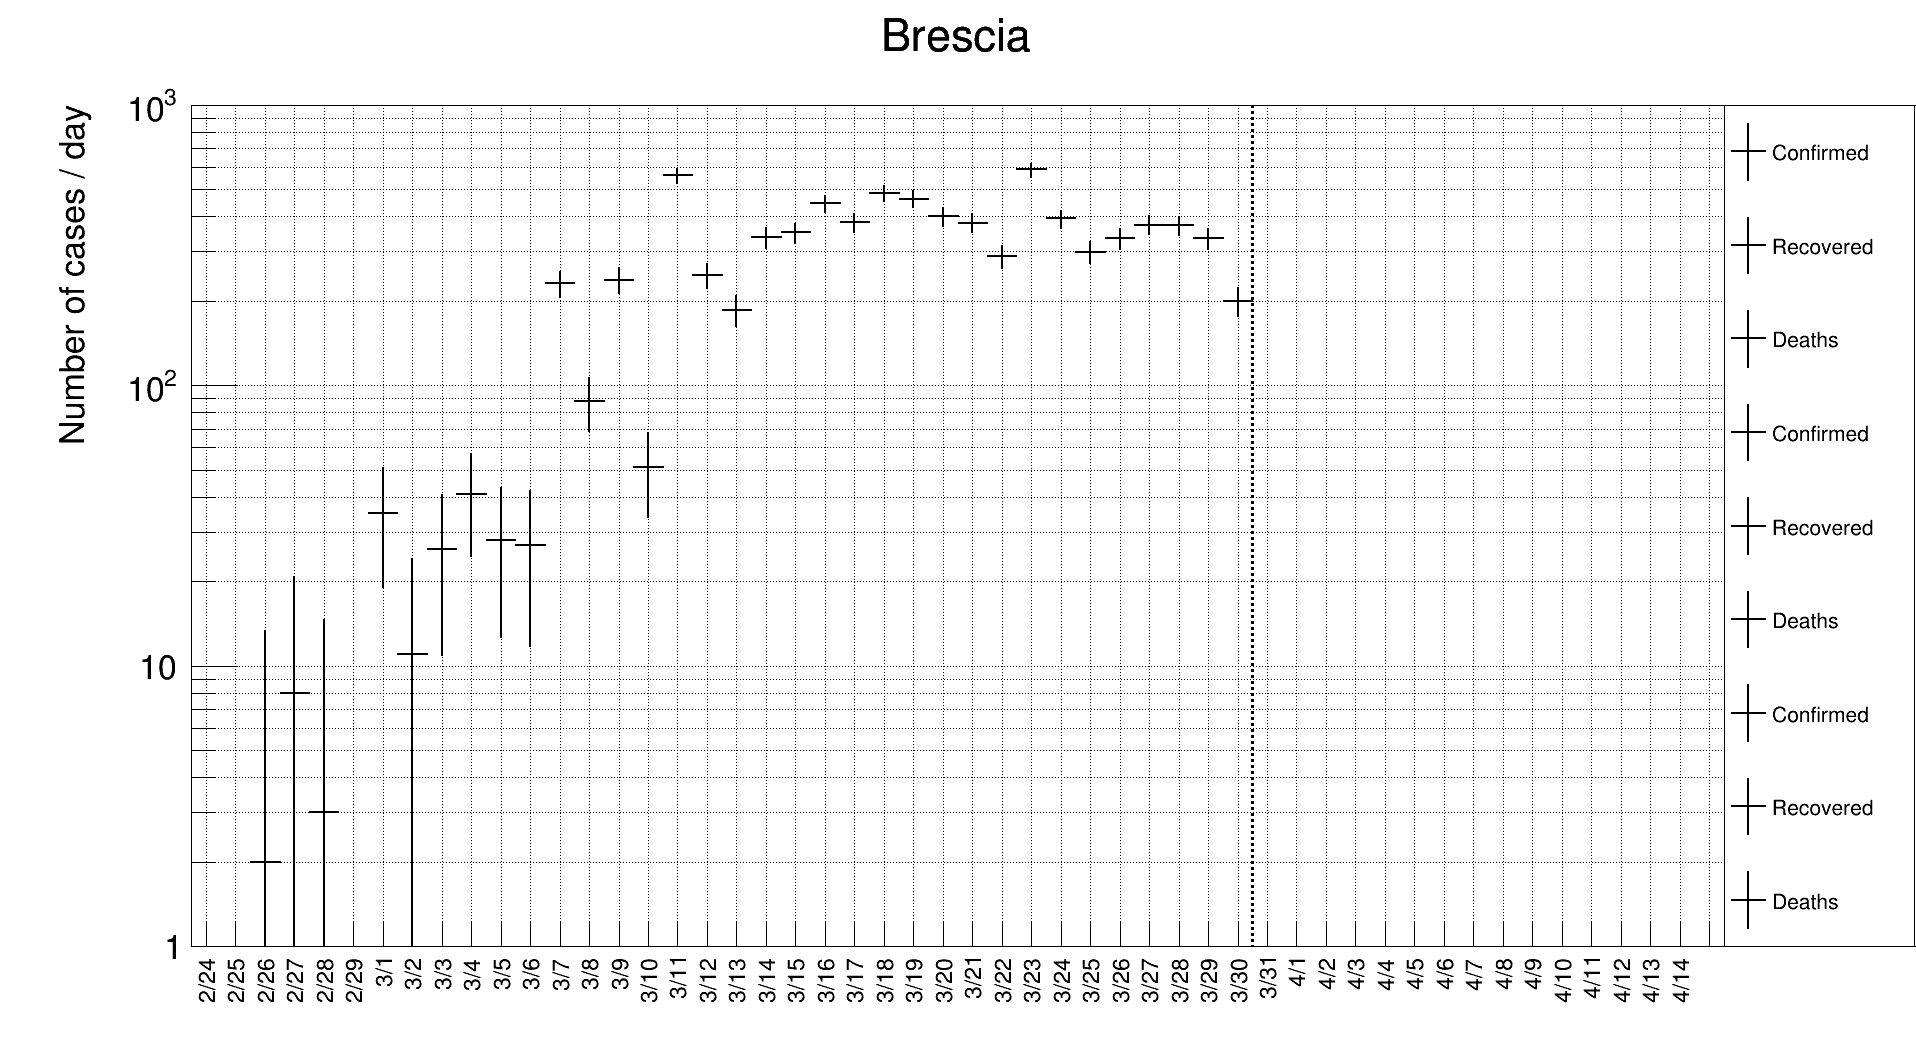 Brescia
Number of cases / day
10³
10²
10
1
2/24 2/25 2/26 2/27 2/28 2/29 3/1 3/2 3/3 3/4 3/5 3/6 3/7 3/8 3/9 3/10 3/11 3/12 3/13 3/14 3/15 3/16 3/17 3/18 3/19 3/20 3/21 3/22 3/23 3/24 3/25 3/26 3/27 3/28 3/29 3/30 3/31 4/1 4/2 4/3 4/4 4/5 4/6 4/7 4/8 4/9 4/10 4/11 4/12 4/13 4/14
Confirmed
Recovered
Deaths
Confirmed
Recovered
Deaths
Confirmed
Recovered
Deaths